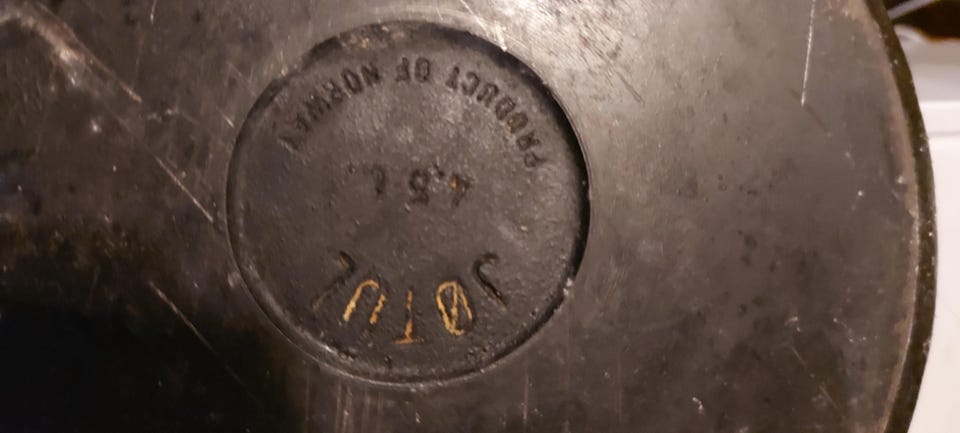 JØTUL
4,5 L
PRODUCT OF NORWAY